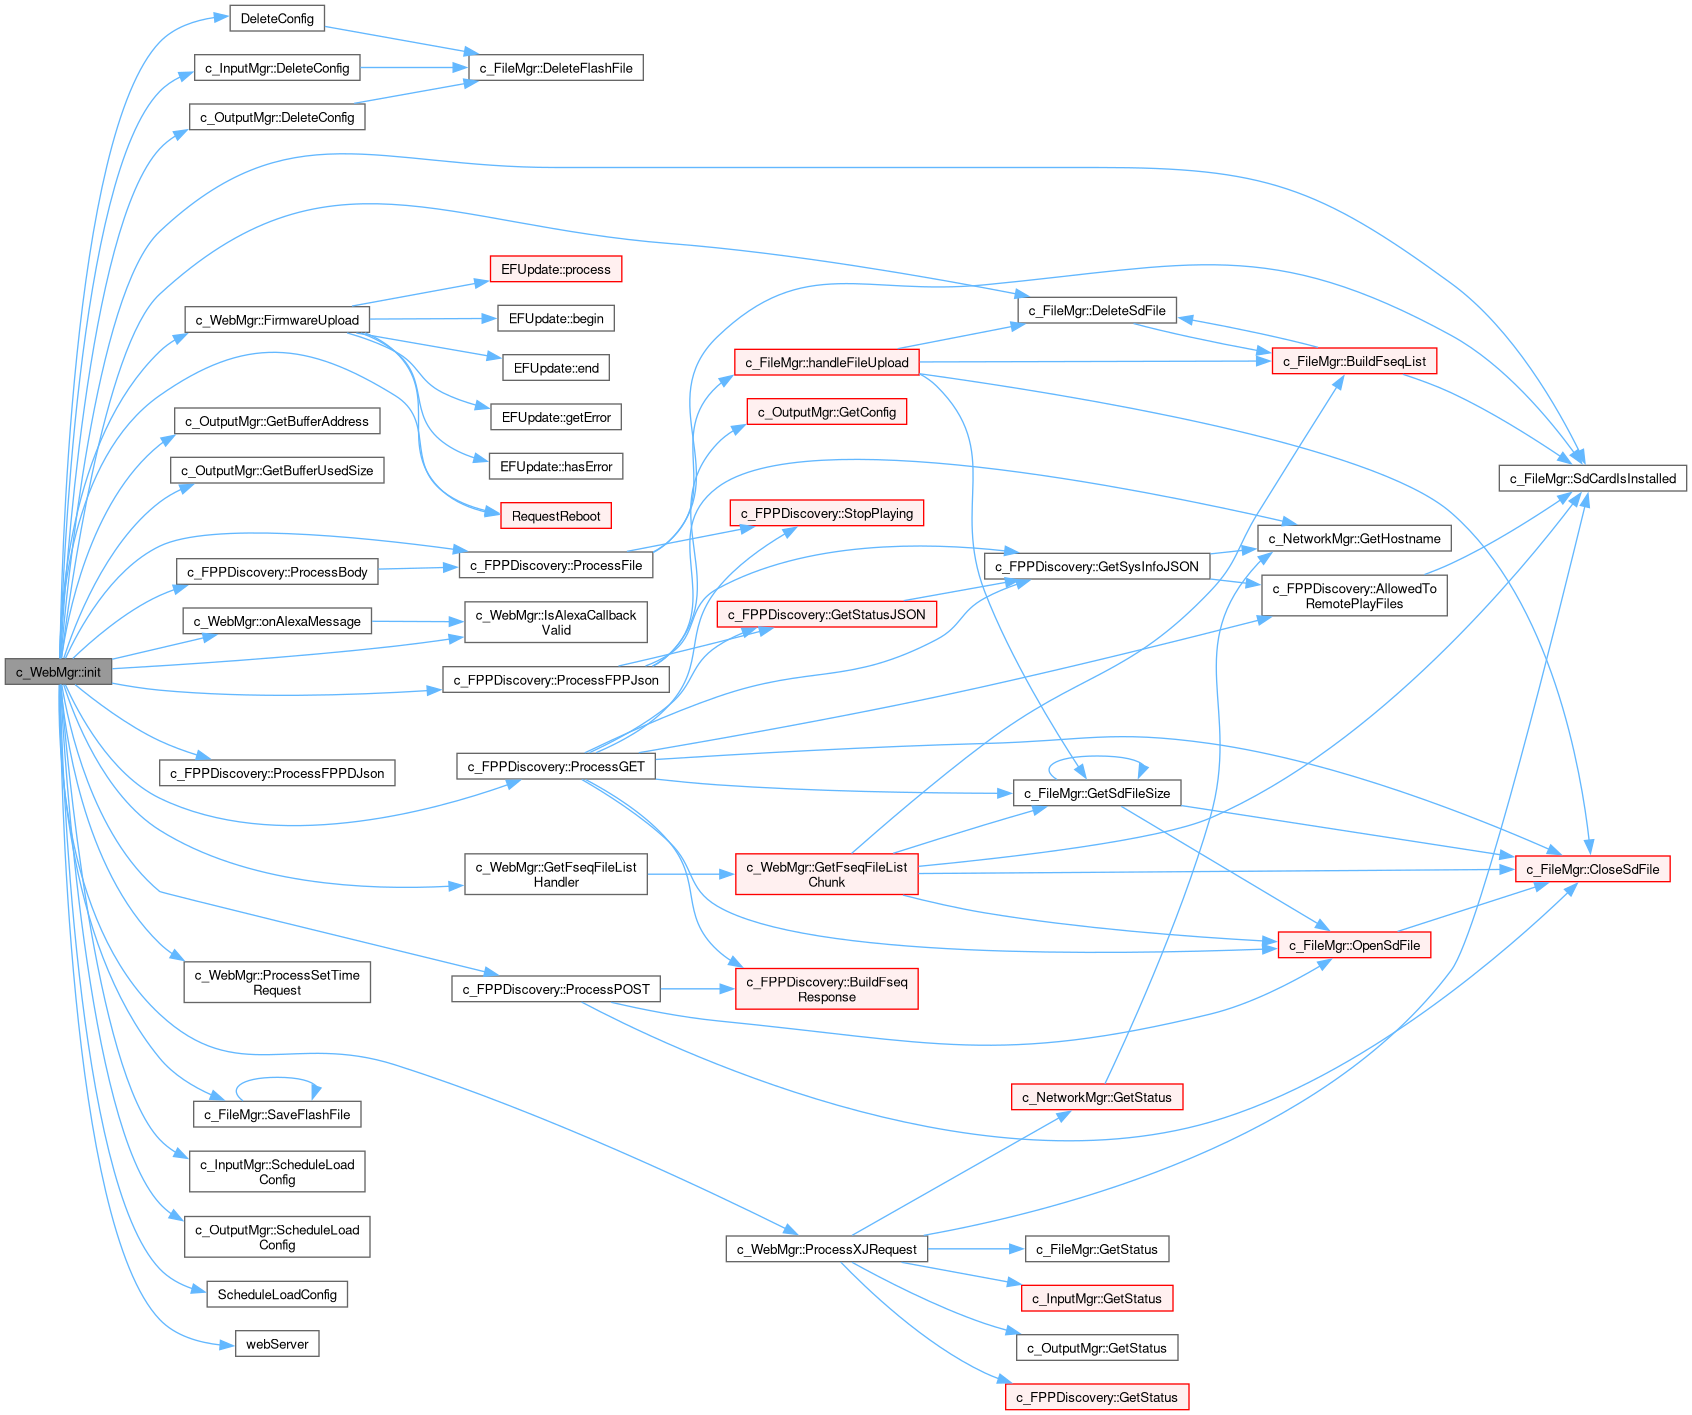 DeleteConfig
c_InputMgr::DeleteConfig
c_FileMgr::DeleteFlashFile
c_OutputMgr::DeleteConfig
EFUpdate::process
c_WebMgr::FirmwareUpload
EFUpdate::begin
c_FileMgr::DeleteSdFile
EFUpdate::end
c_FileMgr::handleFileUpload
c_FileMgr::BuildFseqList
c_OutputMgr::GetBufferAddress
EFUpdate::getError
c_OutputMgr::GetConfig
c_OutputMgr::GetBufferUsedSize
EFUpdate::hasError
c_FileMgr::SdCardIsInstalled
RequestReboot
c_FPPDiscovery::StopPlaying
c_NetworkMgr::GetHostname
c_FPPDiscovery::ProcessBody
c_FPPDiscovery::ProcessFile
c_FPPDiscovery::GetSysInfoJSON
c_FPPDiscovery::AllowedTo
RemotePlayFiles
c_WebMgr::onAlexaMessage
c_WebMgr::IsAlexaCallback
Valid
c_FPPDiscovery::GetStatusJSON
c_WebMgr::init
c_FPPDiscovery::ProcessFPPJson
c_FPPDiscovery::ProcessFPPDJson
c_FPPDiscovery::ProcessGET
c_FileMgr::GetSdFileSize
c_WebMgr::GetFseqFileList
Handler
c_WebMgr::GetFseqFileList
Chunk
c_FileMgr::CloseSdFile
c_FileMgr::OpenSdFile
c_WebMgr::ProcessSetTime
Request
c_FPPDiscovery::ProcessPOST
c_FPPDiscovery::BuildFseq
Response
c_NetworkMgr::GetStatus
c_FileMgr::SaveFlashFile
c_InputMgr::ScheduleLoad
Config
c_OutputMgr::ScheduleLoad
Config
c_WebMgr::ProcessXJRequest
c_FileMgr::GetStatus
ScheduleLoadConfig
c_InputMgr::GetStatus
webServer
c_OutputMgr::GetStatus
c_FPPDiscovery::GetStatus